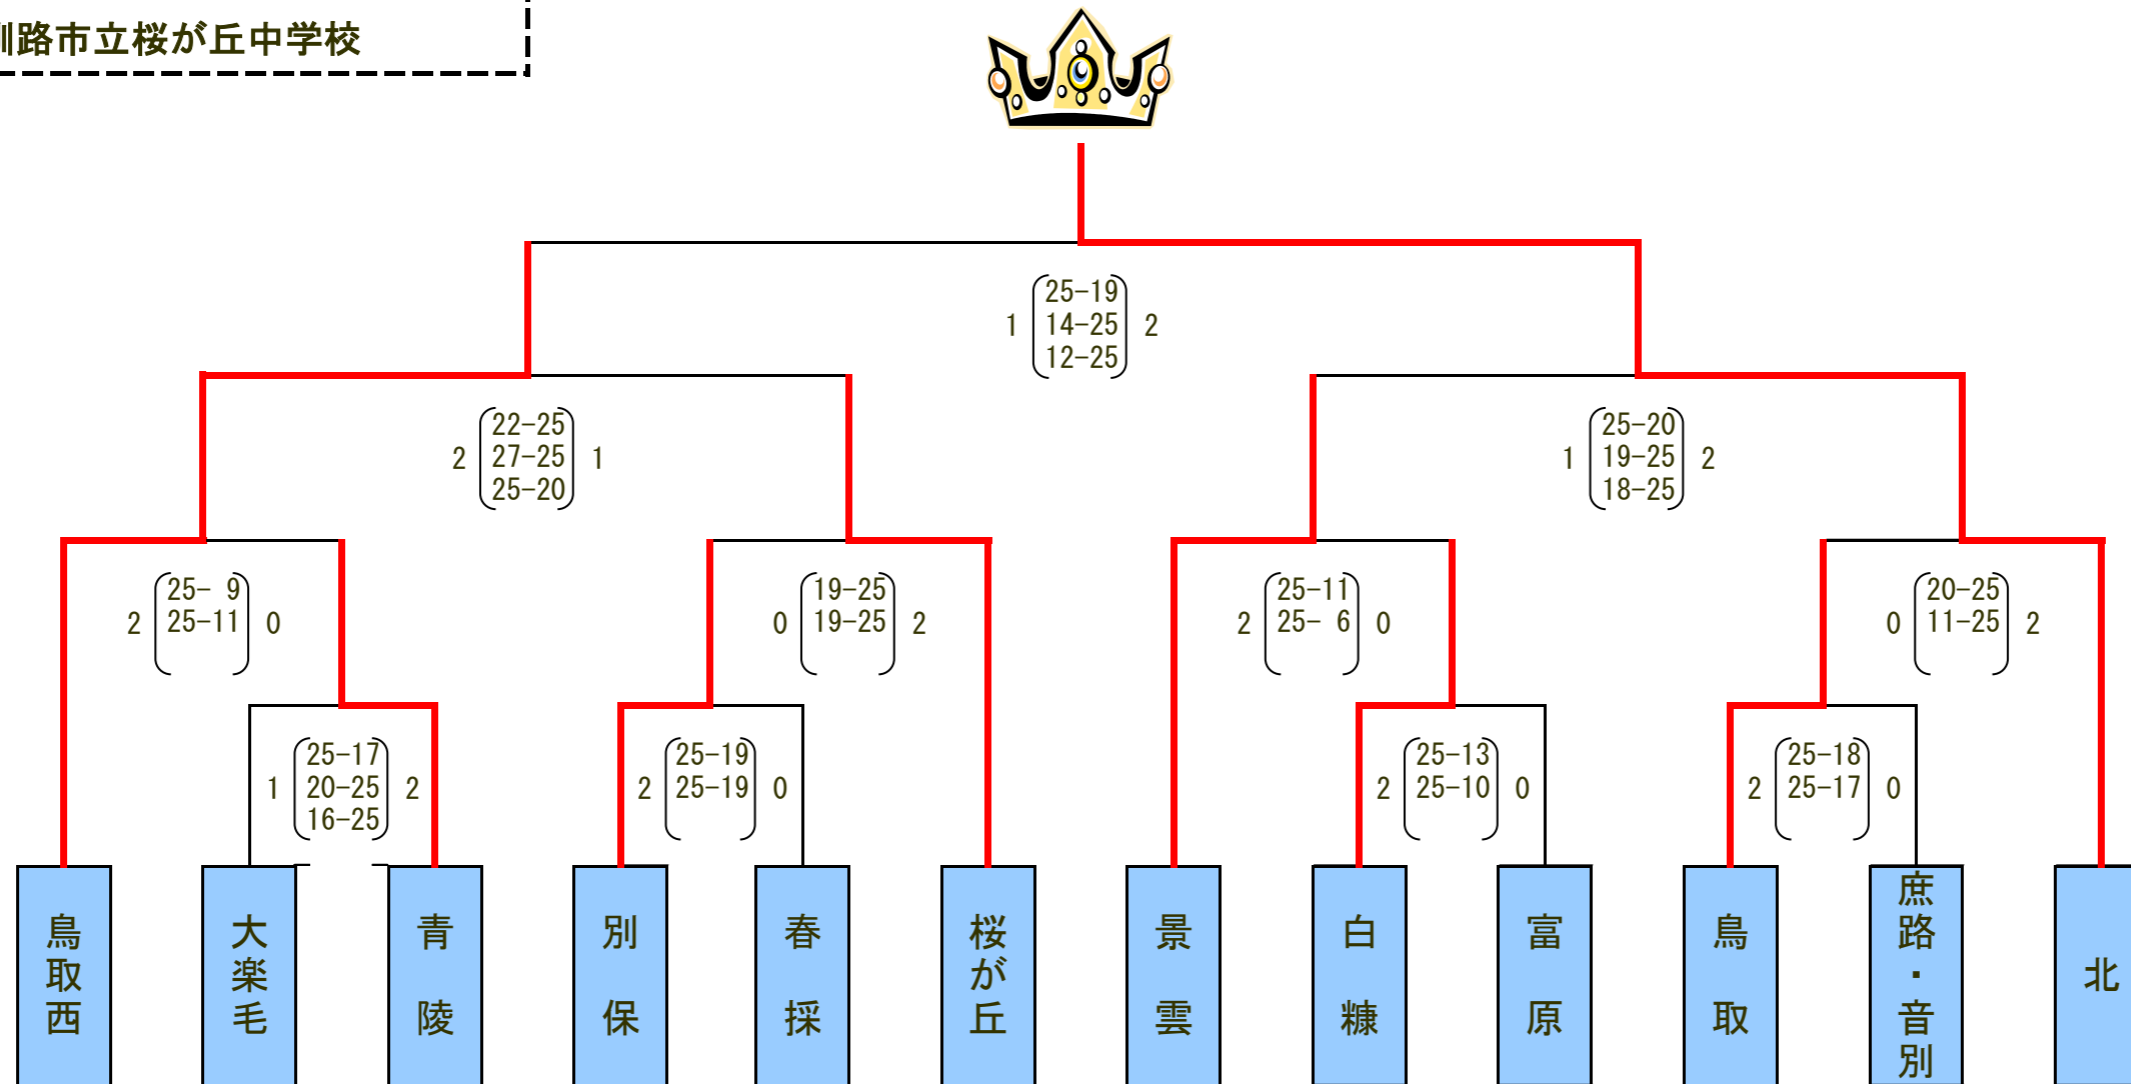 釧路市立桜が丘中学校
25-19
1 14-25 2
12-25
22-25
2 27-25 1
25-20
25-20
1 19-25 2
18-25
25- 9
2 25-11 0
19-25
0 19-25 2
25-11
2 25- 6 0
20-25
0 11-25 2
25-17
1 20-25 2
16-25
25-19
2 25-19 0
25-13
2 25-10 0
25-18
2 25-17 0
鳥取西
大楽毛
青陵
別保
春採
桜が丘
景雲
白糠
富原
鳥取
庶路・音別
北